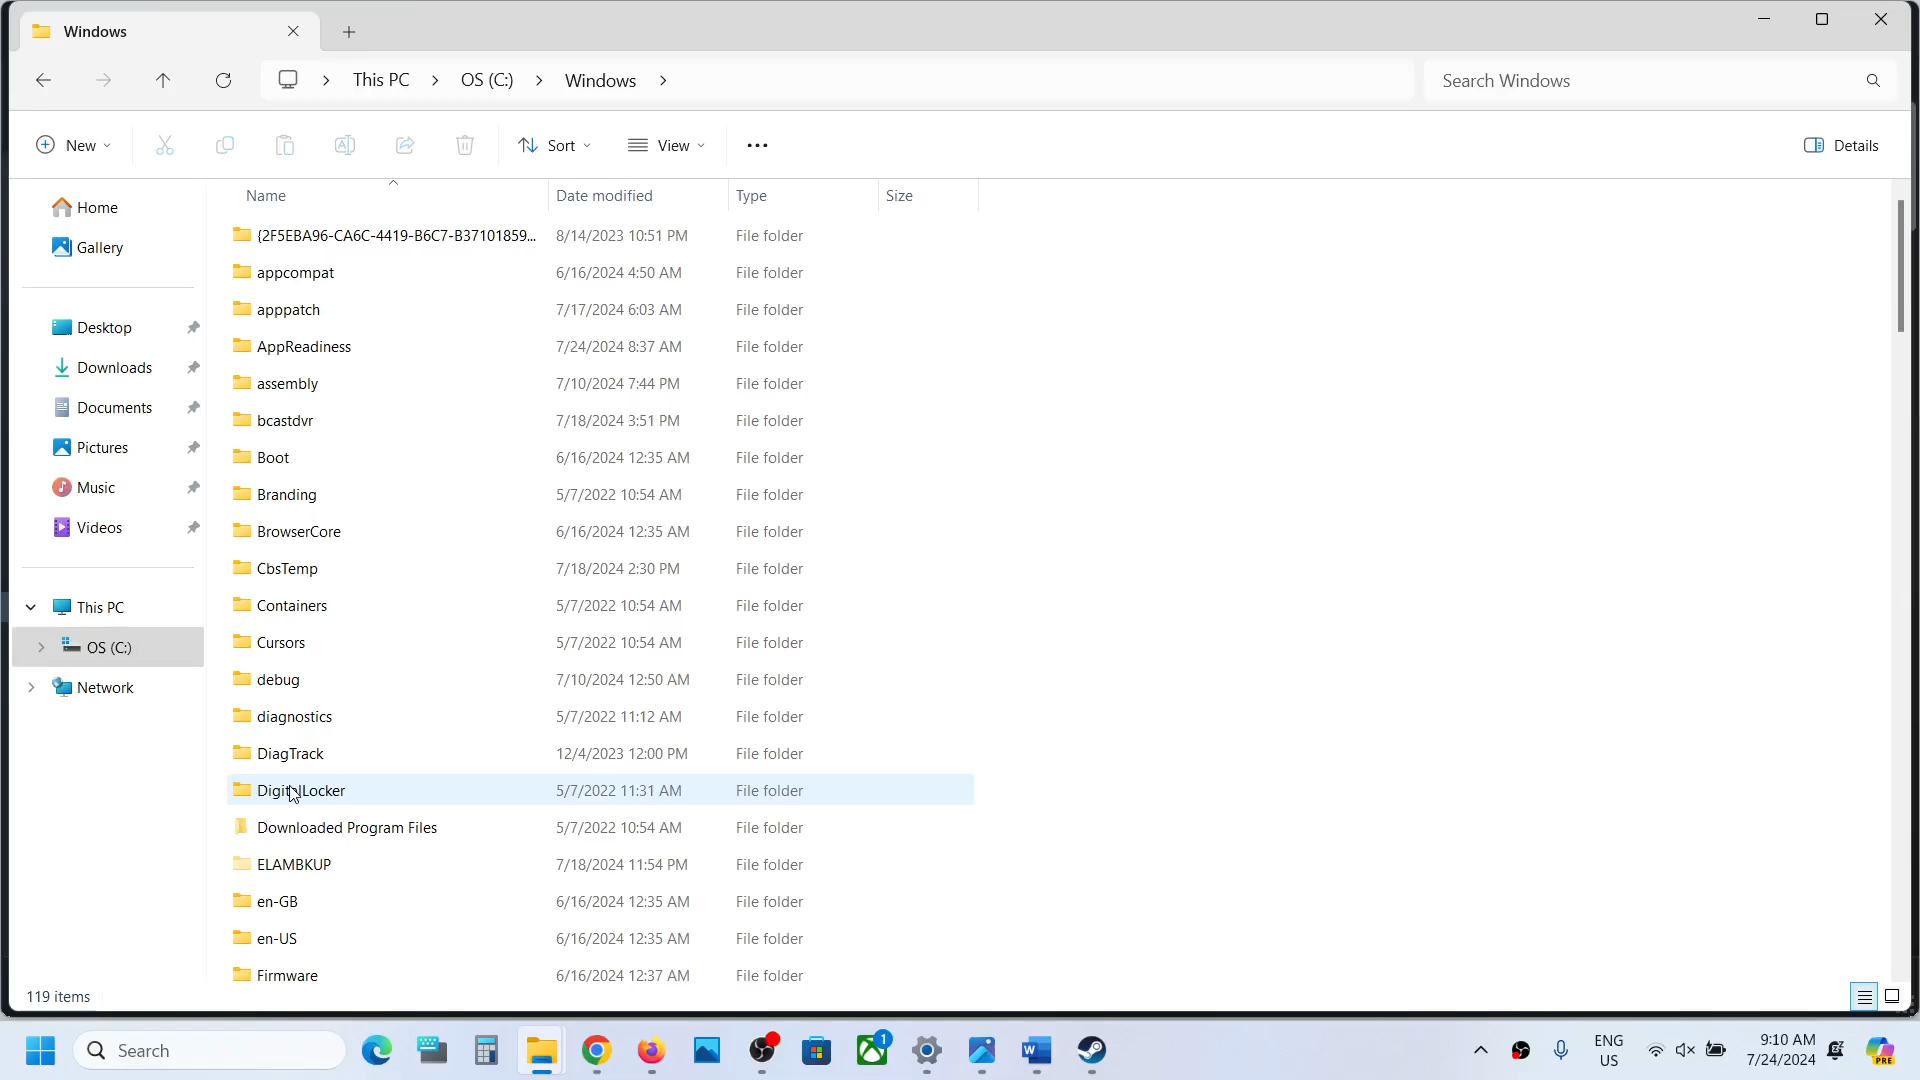 Windows
This PC
OS (C:)
Windows
Search Windows
New
Sort
View
Details
Name
Date modified
Type
Size
Home
Gallery
Desktop
Downloads
Documents
Pictures
Music
Videos
This PC
OS (C:)
Network
{2F5EBA96-CA6C-4419-B6C7-B37101859... 8/14/2023 10:51 PM File folder
appcompat 6/16/2024 4:50 AM File folder
apppatch 7/17/2024 6:03 AM File folder
AppReadiness 7/24/2024 8:37 AM File folder
assembly 7/10/2024 7:44 PM File folder
bcastdvr 7/18/2024 3:51 PM File folder
Boot 6/16/2024 12:35 AM File folder
Branding 5/7/2022 10:54 AM File folder
BrowserCore 6/16/2024 12:35 AM File folder
CbsTemp 7/18/2024 2:30 PM File folder
Containers 5/7/2022 10:54 AM File folder
Cursors 5/7/2022 10:54 AM File folder
debug 7/10/2024 12:50 AM File folder
diagnostics 5/7/2022 11:12 AM File folder
DiagTrack 12/4/2023 12:00 PM File folder
DigitalLocker 5/7/2022 11:31 AM File folder
Downloaded Program Files 5/7/2022 10:54 AM File folder
ELAMBKUP 7/18/2024 11:54 PM File folder
en-GB 6/16/2024 12:35 AM File folder
en-US 6/16/2024 12:35 AM File folder
Firmware 6/16/2024 12:37 AM File folder
119 items
Search
1
ENG
US
9:10 AM
7/24/2024
PRE